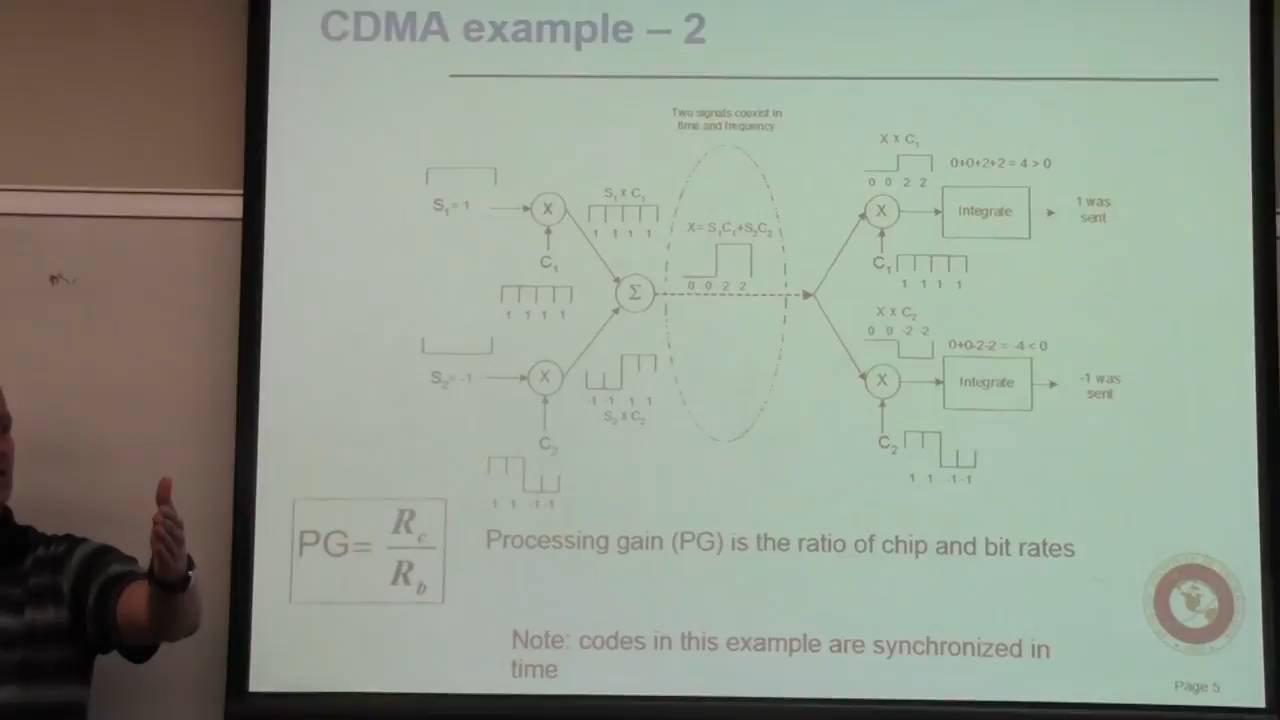 CDMA example – 2
Two signals coexist in
time and frequency
X x C₁
0+0+2+2 = 4 > 0
0 0 2 2
S₁= 1
X
S₁ x C₁
1 1 1 1
X
Integrate
1 was
sent
C₁
X= S₁C₁+S₂C₂
C₁
1 1 1 1
1 1 1 1
Σ
0 0 2 2
X x C₂
0 0 -2 -2
0+0-2-2 = -4 < 0
S₂= -1
X
-1 -1 1 1
S₂ x C₂
X
Integrate
-1 was
sent
C₂
C₂
1 1 -1 -1
1 1 -1 -1
PG= R_c / R_b
Processing gain (PG) is the ratio of chip and bit rates
Note: codes in this example are synchronized in
time
Page 5